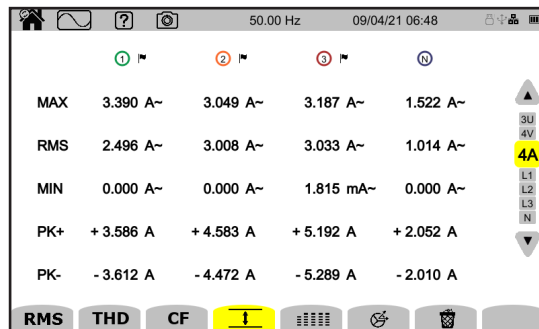 ? 50.00 Hz 09/04/21 06:48
1 2 3 N
MAX 3.390 A~ 3.049 A~ 3.187 A~ 1.522 A~
3U
4V
RMS 2.496 A~ 3.008 A~ 3.033 A~ 1.014 A~
4A
L1
MIN 0.000 A~ 0.000 A~ 1.815 mA~ 0.000 A~
L2
L3
N
PK+ + 3.586 A + 4.583 A + 5.192 A + 2.052 A
PK- - 3.612 A - 4.472 A - 5.289 A - 2.010 A
RMS THD CF